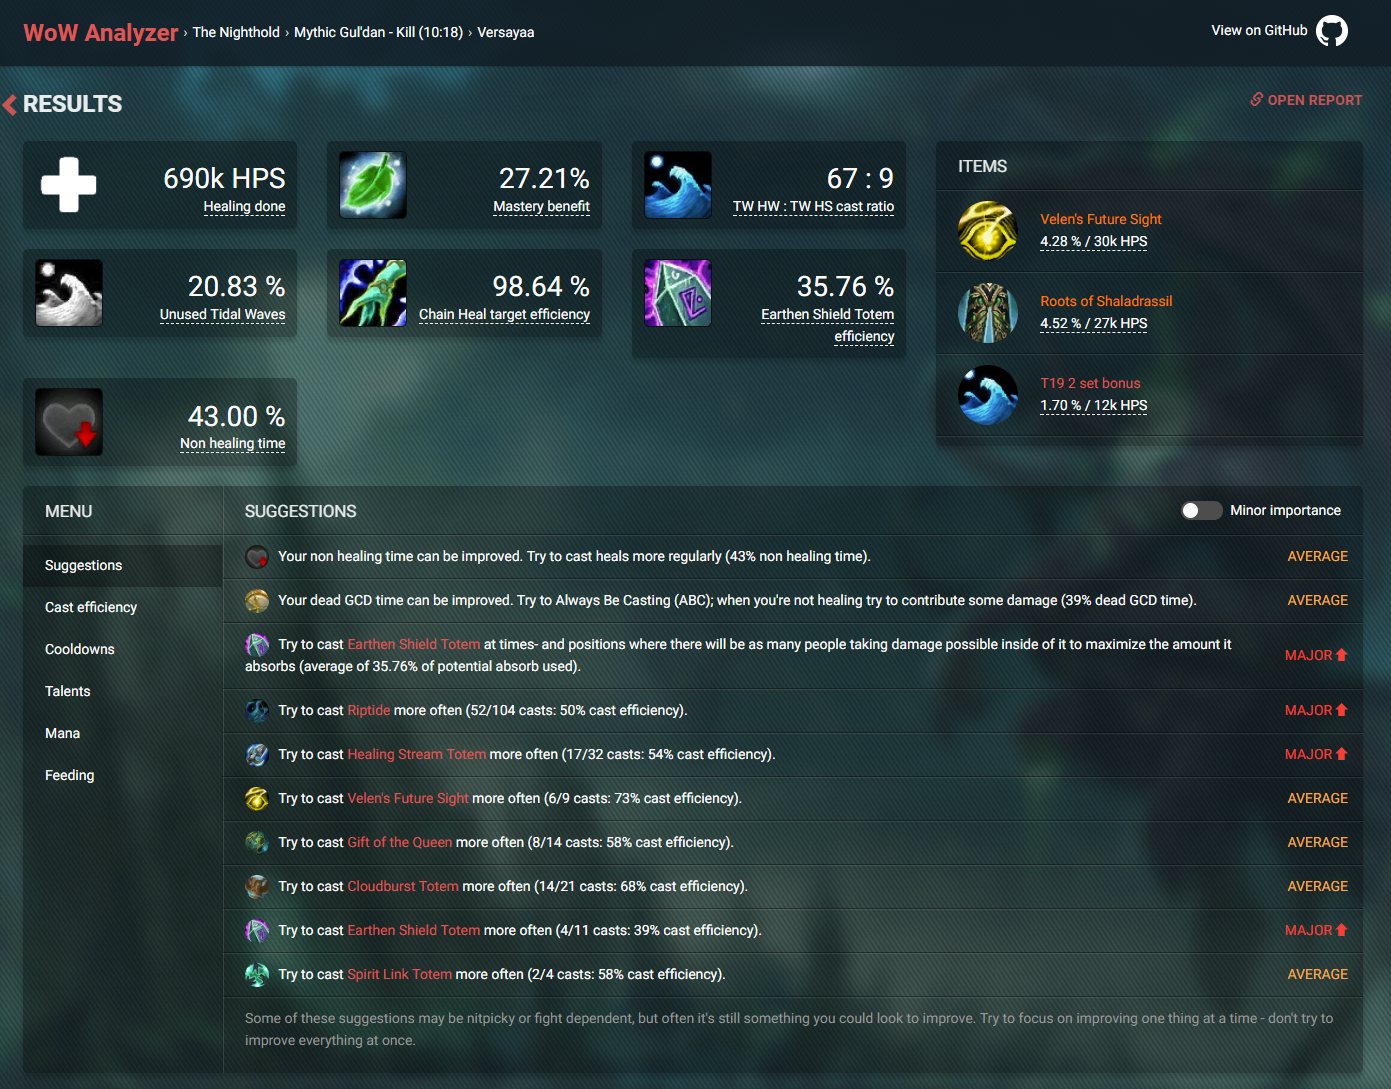 WoW Analyzer › The Nighthold › Mythic Gul'dan - Kill (10:18) › Versayaa
View on GitHub
RESULTS
OPEN REPORT
690k HPS
Healing done
27.21%
Mastery benefit
67 : 9
TW HW : TW HS cast ratio
20.83 %
Unused Tidal Waves
98.64 %
Chain Heal target efficiency
35.76 %
Earthen Shield Totem
efficiency
43.00 %
Non healing time
ITEMS
Velen's Future Sight
4.28 % / 30k HPS
Roots of Shaladrassil
4.52 % / 27k HPS
T19 2 set bonus
1.70 % / 12k HPS
MENU
Suggestions
Cast efficiency
Cooldowns
Talents
Mana
Feeding
SUGGESTIONS
Minor importance
Your non healing time can be improved. Try to cast heals more regularly (43% non healing time).
AVERAGE
Your dead GCD time can be improved. Try to Always Be Casting (ABC); when you're not healing try to contribute some damage (39% dead GCD time).
AVERAGE
Try to cast Earthen Shield Totem at times- and positions where there will be as many people taking damage possible inside of it to maximize the amount it
absorbs (average of 35.76% of potential absorb used).
MAJOR
Try to cast Riptide more often (52/104 casts: 50% cast efficiency).
MAJOR
Try to cast Healing Stream Totem more often (17/32 casts: 54% cast efficiency).
MAJOR
Try to cast Velen's Future Sight more often (6/9 casts: 73% cast efficiency).
AVERAGE
Try to cast Gift of the Queen more often (8/14 casts: 58% cast efficiency).
AVERAGE
Try to cast Cloudburst Totem more often (14/21 casts: 68% cast efficiency).
AVERAGE
Try to cast Earthen Shield Totem more often (4/11 casts: 39% cast efficiency).
MAJOR
Try to cast Spirit Link Totem more often (2/4 casts: 58% cast efficiency).
AVERAGE
Some of these suggestions may be nitpicky or fight dependent, but often it's still something you could look to improve. Try to focus on improving one thing at a time - don't try to
improve everything at once.